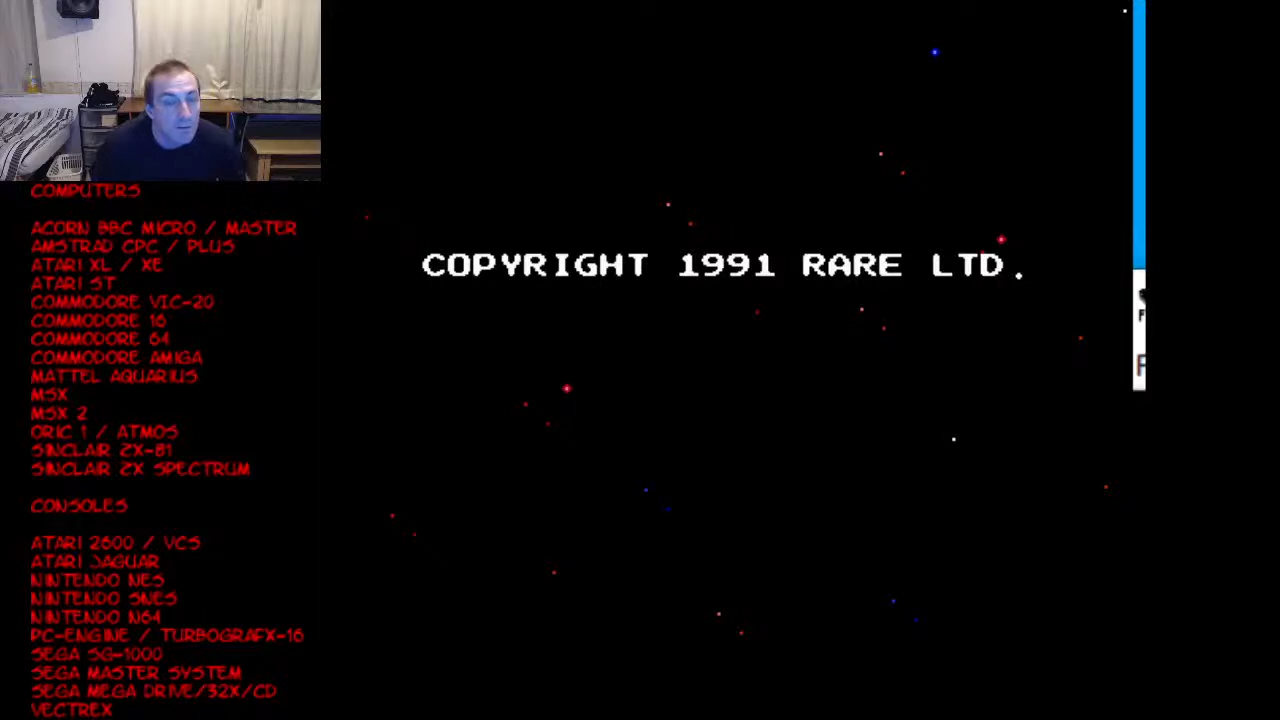 COMPUTERS
ACORN BBC MICRO / MASTER
AMSTRAD CPC / PLUS
ATARI XL / XE
ATARI ST
COMMODORE VIC-20
COMMODORE 16
COMMODORE 64
COMMODORE AMIGA
MATTEL AQUARIUS
MSX
MSX 2
ORIC 1 / ATMOS
SINCLAIR ZX-81
SINCLAIR ZX SPECTRUM
CONSOLES
ATARI 2600 / VCS
ATARI JAGUAR
NINTENDO NES
NINTENDO SNES
NINTENDO N64
PC-ENGINE / TURBOGRAFX-16
SEGA SG-1000
SEGA MASTER SYSTEM
SEGA MEGA DRIVE/32X/CD
VECTREX
COPYRIGHT 1991 RARE LTD.